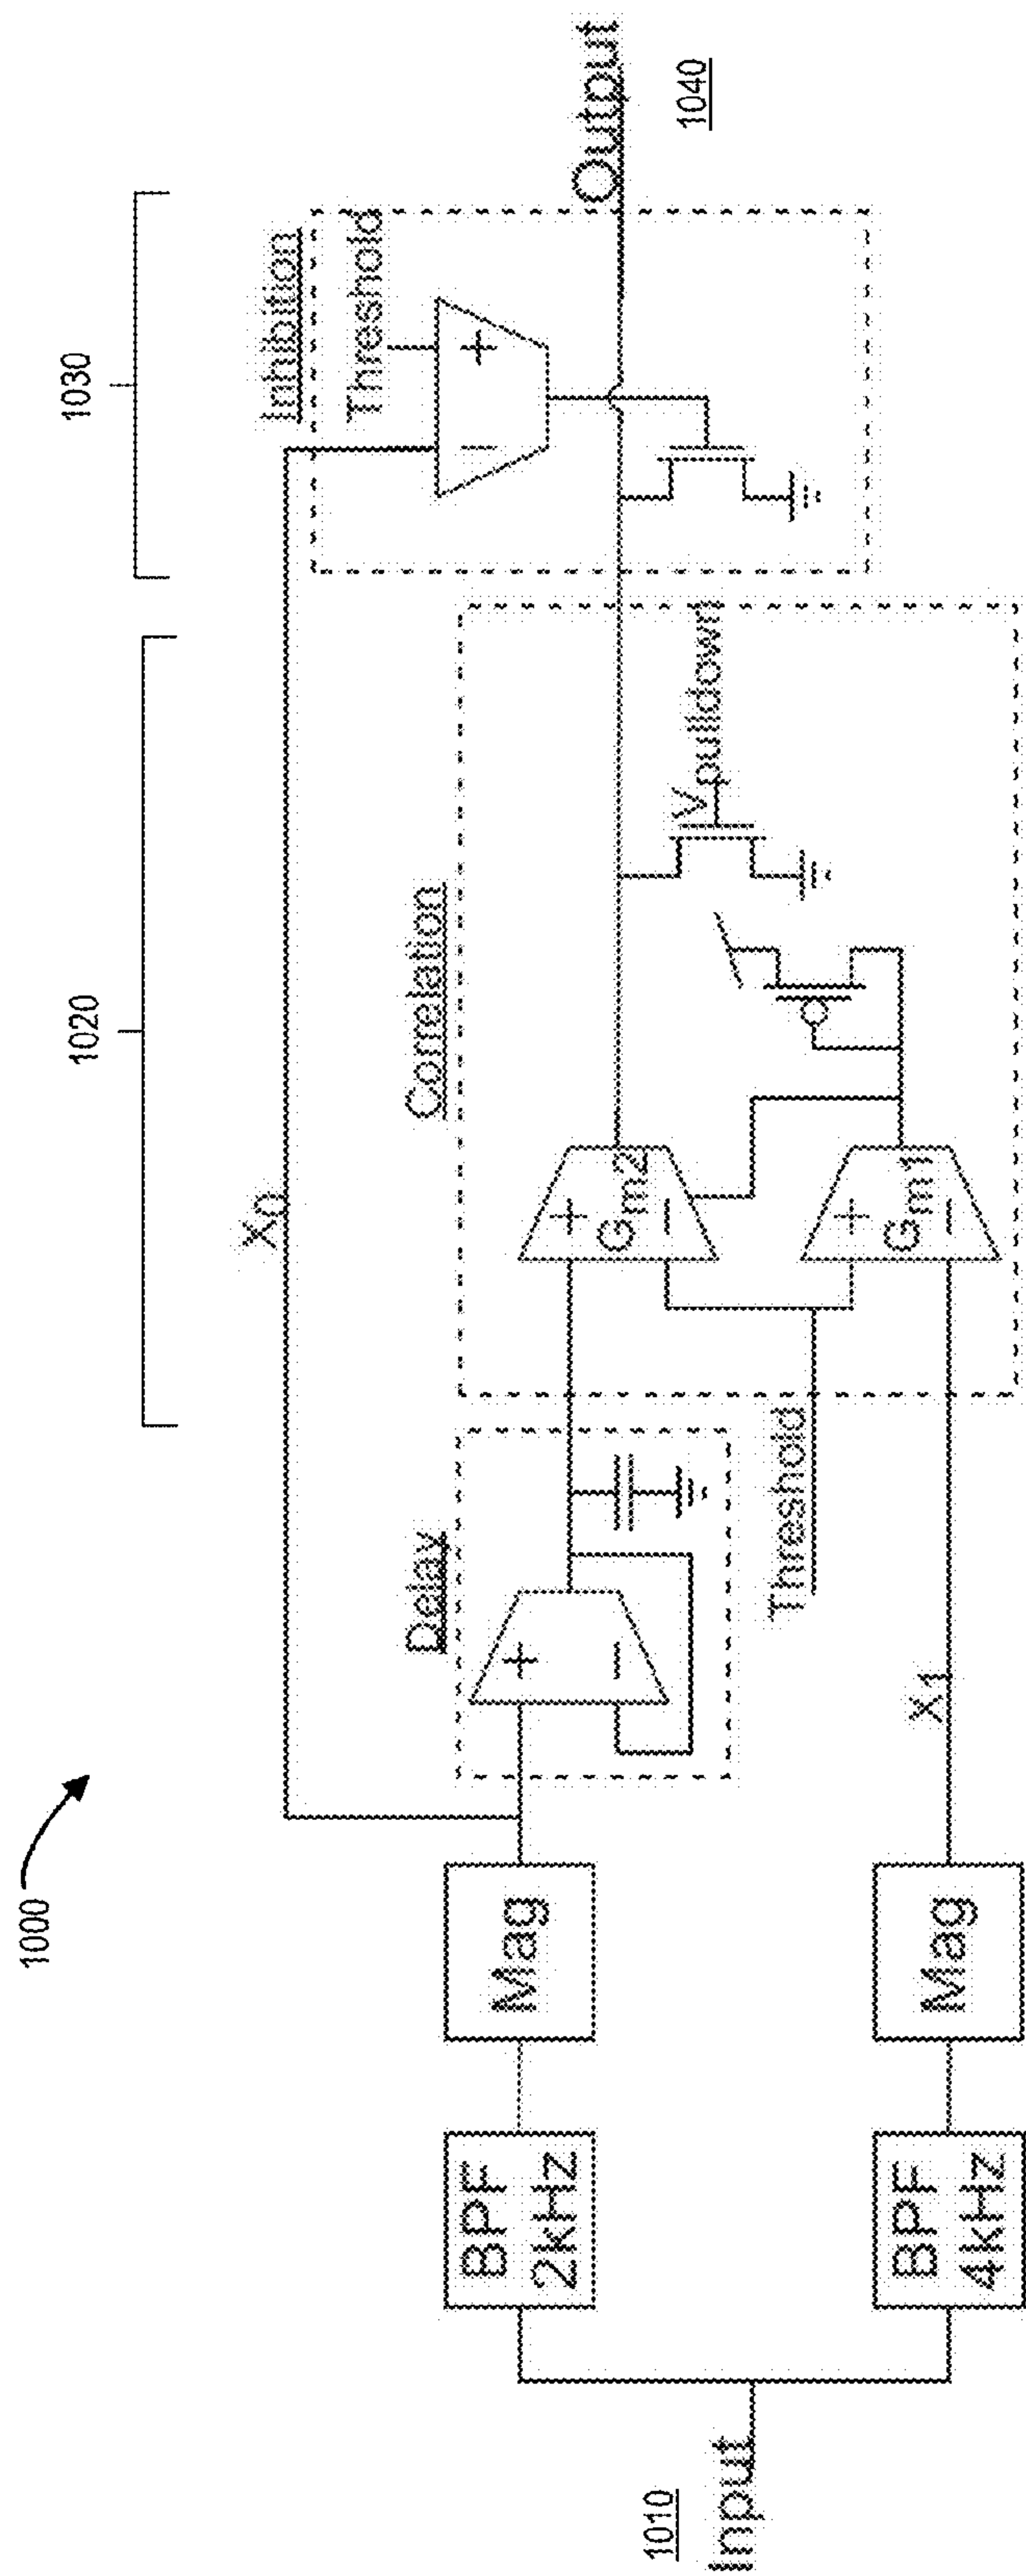 1000
1020
1030
Inhibition
Threshold
X0
Correlation
Delay
+
−
+
−
Gm2
+
−
Gm1
−
+
Vpulldown
Output
1040
Threshold
X1
BPF
2kHz
Mag
BPF
4kHz
Mag
1010
Input